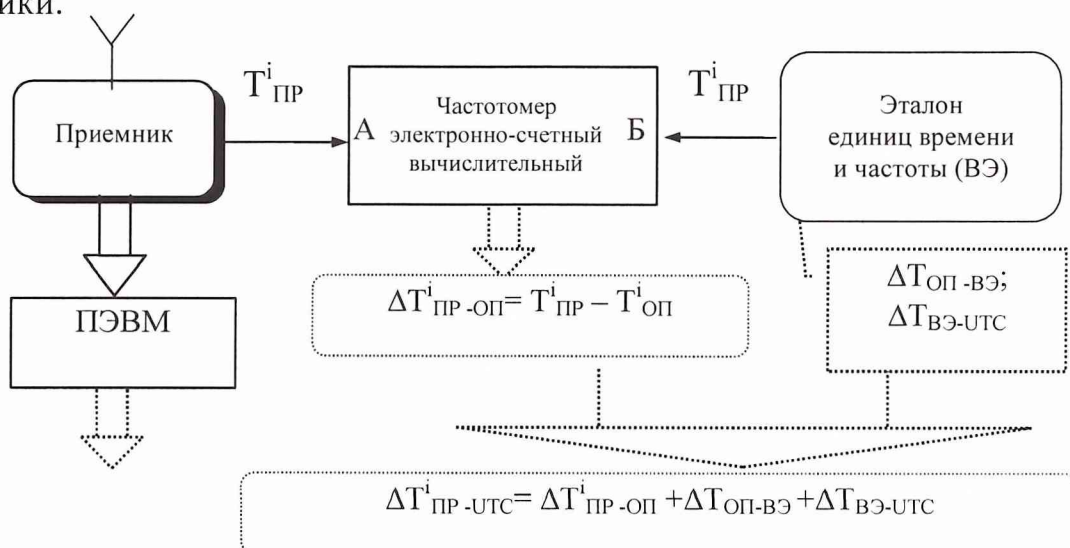 ики.
Приемник
T^i_ПР
А
Частотомер
электронно-счетный
вычислительный
Б
T^i_ПР
Эталон
единиц времени
и частоты (ВЭ)
ПЭВМ
ΔT^i_ПР-ОП= T^i_ПР – T^i_ОП
ΔT_ОП-ВЭ;
ΔT_ВЭ-UTC
ΔT^i_ПР-UTC= ΔT^i_ПР-ОП +ΔT_ОП-ВЭ+ΔT_ВЭ-UTC